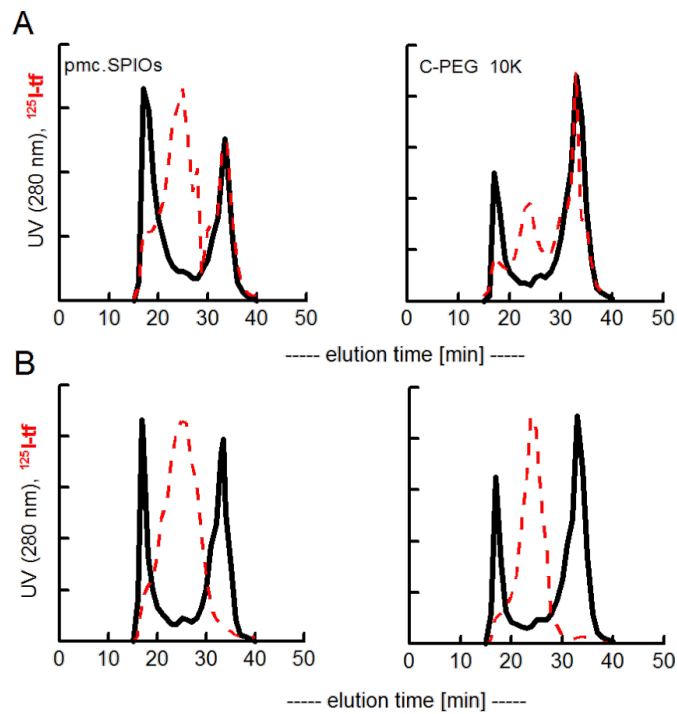 A
pmc.SPIOs
C-PEG 10K
UV (280 nm), ¹²⁵I-tf
0 10 20 30 40 50
0 10 20 30 40 50
----- elution time [min] -----
B
UV (280 nm), ¹²⁵I-tf
0 10 20 30 40 50
0 10 20 30 40 50
----- elution time [min] -----